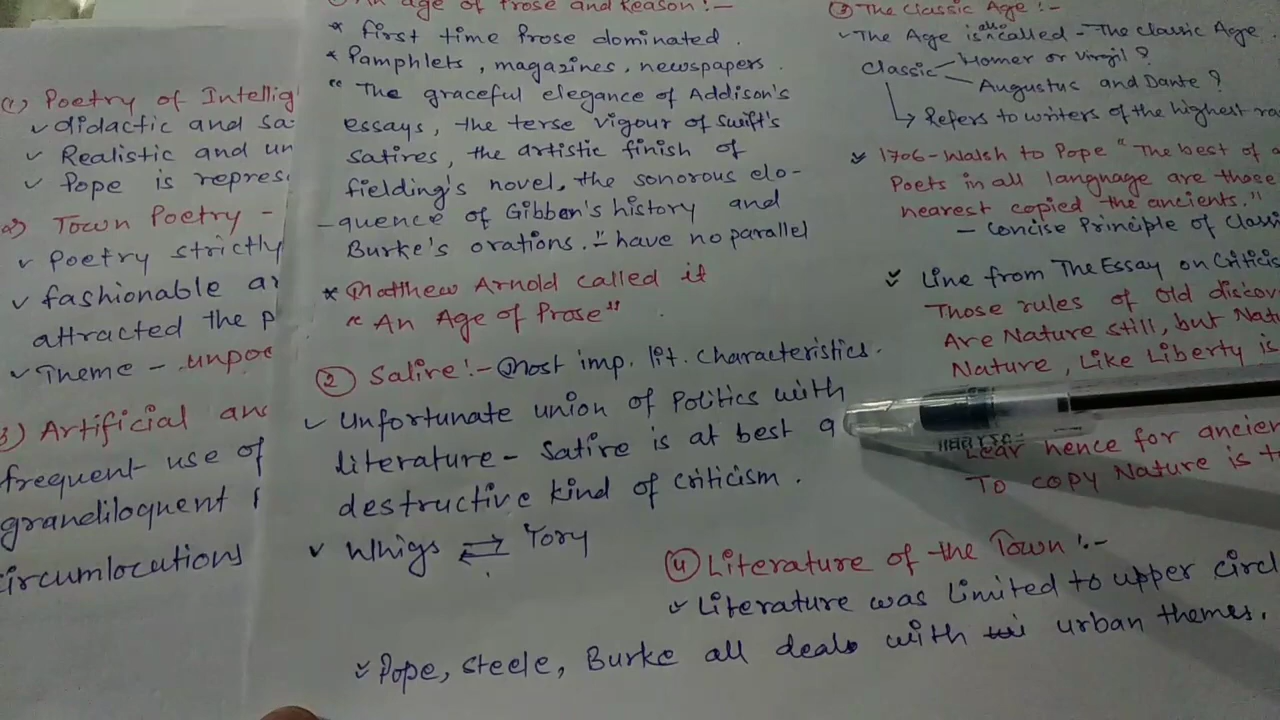 (1) Poetry of Intellig
✓ didactic and sa
✓ Realistic and un
✓ Pope is repres
2) Town Poetry -
✓ Poetry strictly
✓ fashionable ar
attracted the p
✓ Theme - unpoe
3) Artificial and
frequent use of
grandiloquent
circumlocutions
① An age of Prose and Reason :-
* first time Prose dominated.
* Pamphlets, magazines, newspapers.
" The graceful elegance of Addison's
essays, the terse vigour of Swift's
satires, the artistic finish of
fielding's novel, the sonorous elo-
-quence of Gibben's history and
Burke's orations." - have no parallel
* Matthew Arnold called it
" An Age of Prose"
② Satire :- Most imp. lit. characteristics.
✓ Unfortunate union of Politics with
literature - Satire is at best a
destructive kind of criticism.
✓ Whigs ⇄ Tory
③ The Classic Age :-
✓ The Age is also called - The Classic Age.
Classic - Homer or Virgil?
- Augustus and Dante?
↳ Refers to writers of the highest ra
✓ 1706 - Walsh to Pope " The best of
Poets in all language are those
nearest copied the ancients."
- Concise Principle of Classi
✓ Line from The Essay on Criticis
Those rules of old discov
Are Nature still, but Nat
Nature, Like Liberty is
Lear hence for ancien
To copy Nature is t
④ Literature of the Town :-
✓ Literature was limited to upper circl
✓ Pope, Steele, Burke all deals with urban themes.